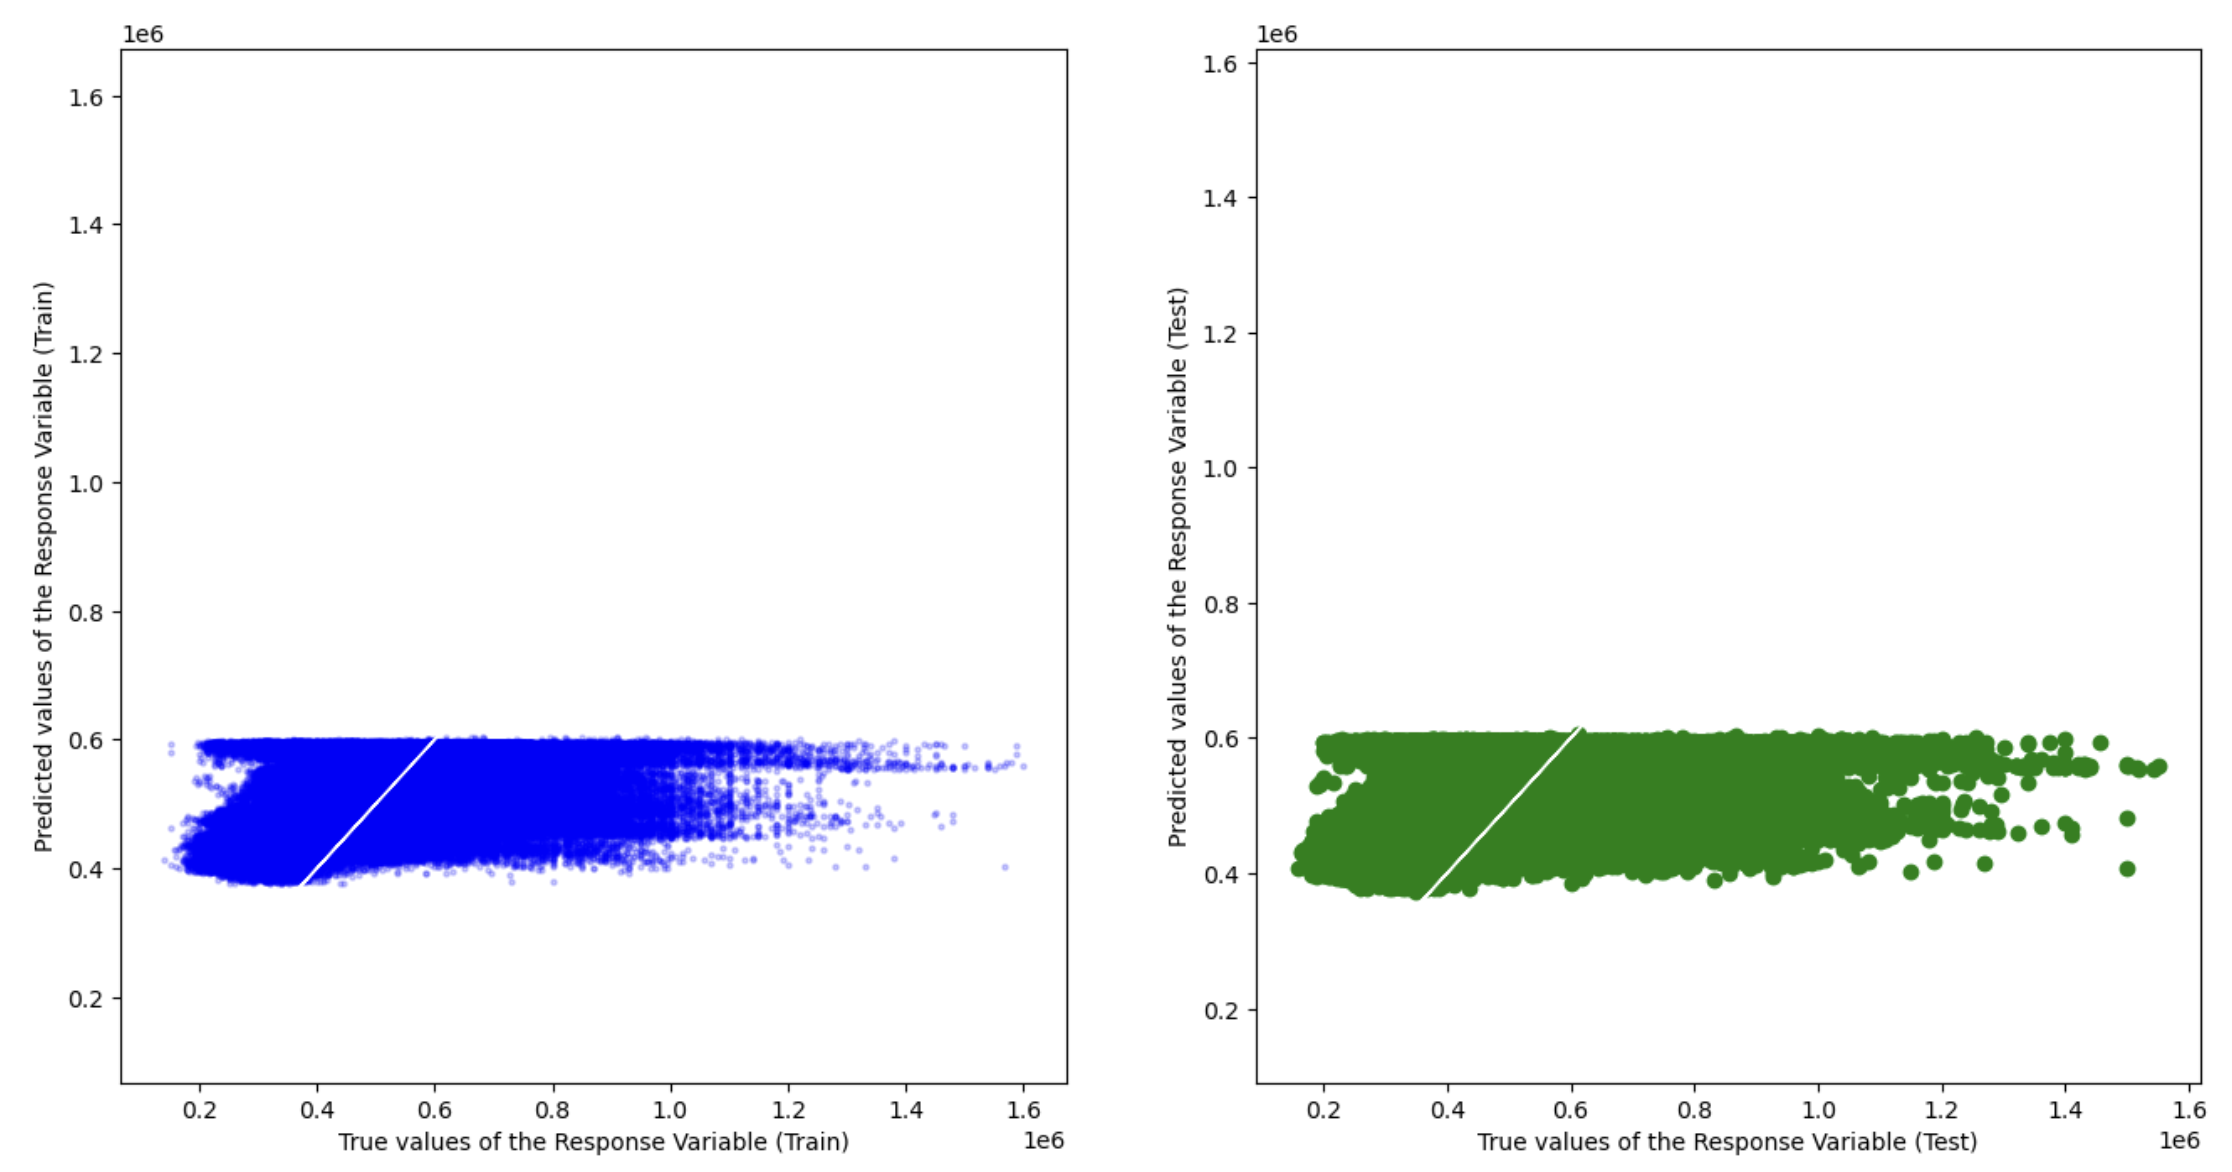 1e6
1.6
1.4
1.2
1.0
0.8
0.6
0.4
0.2
Predicted values of the Response Variable (Train)
0.2 0.4 0.6 0.8 1.0 1.2 1.4 1.6
1e6
True values of the Response Variable (Train)
1e6
1.6
1.4
1.2
1.0
0.8
0.6
0.4
0.2
Predicted values of the Response Variable (Test)
0.2 0.4 0.6 0.8 1.0 1.2 1.4 1.6
1e6
True values of the Response Variable (Test)